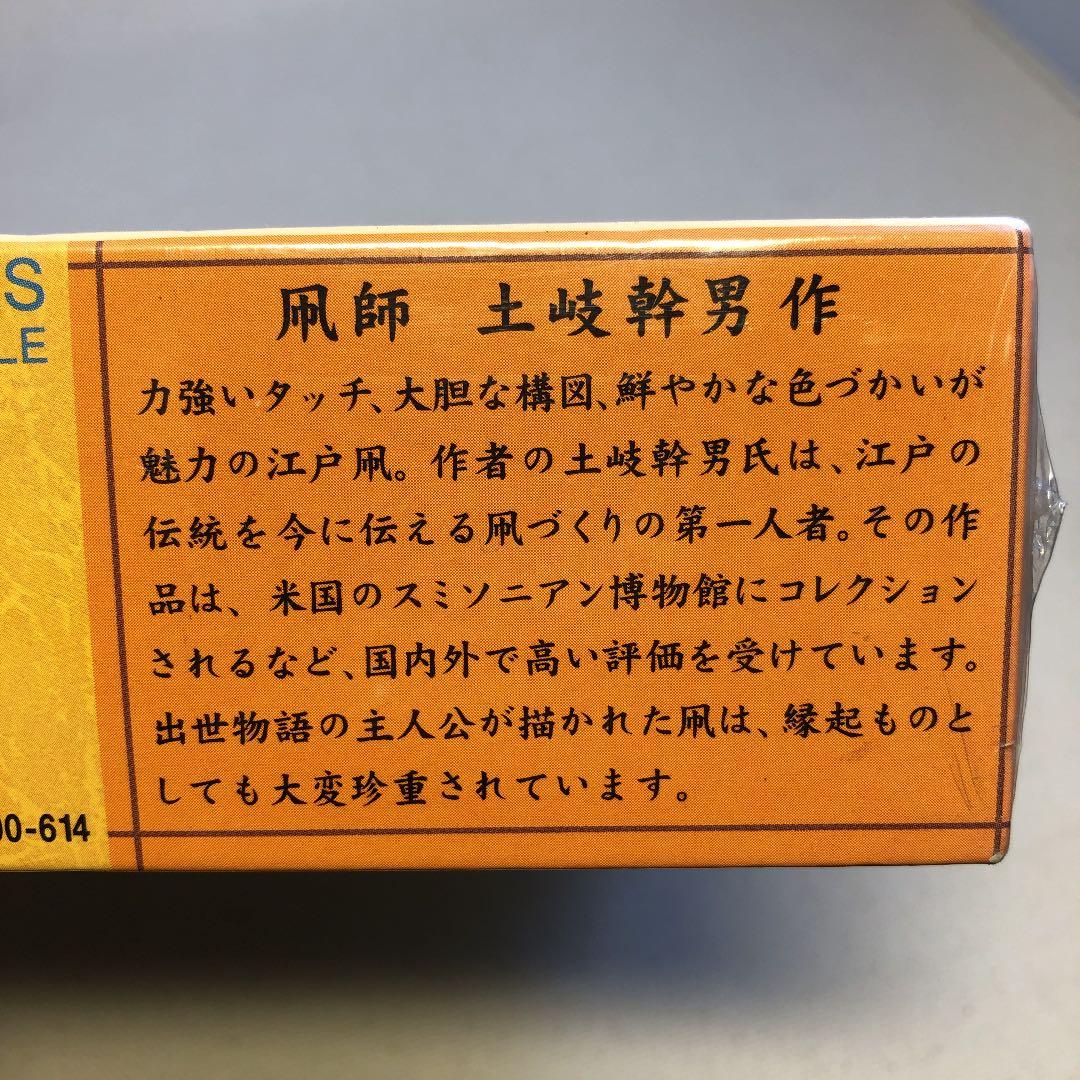 S
LE
00-614
凧師　土岐幹男 作
力強いタッチ、大胆な構図、鮮やかな色づかいが
魅力の江戸凧。作者の土岐幹男氏は、江戸の
伝統を今に伝える凧づくりの第一人者。その作
品は、米国のスミソニアン博物館にコレクション
されるなど、国内外で高い評価を受けています。
出世物語の主人公が描かれた凧は、縁起ものと
しても大変珍重されています。